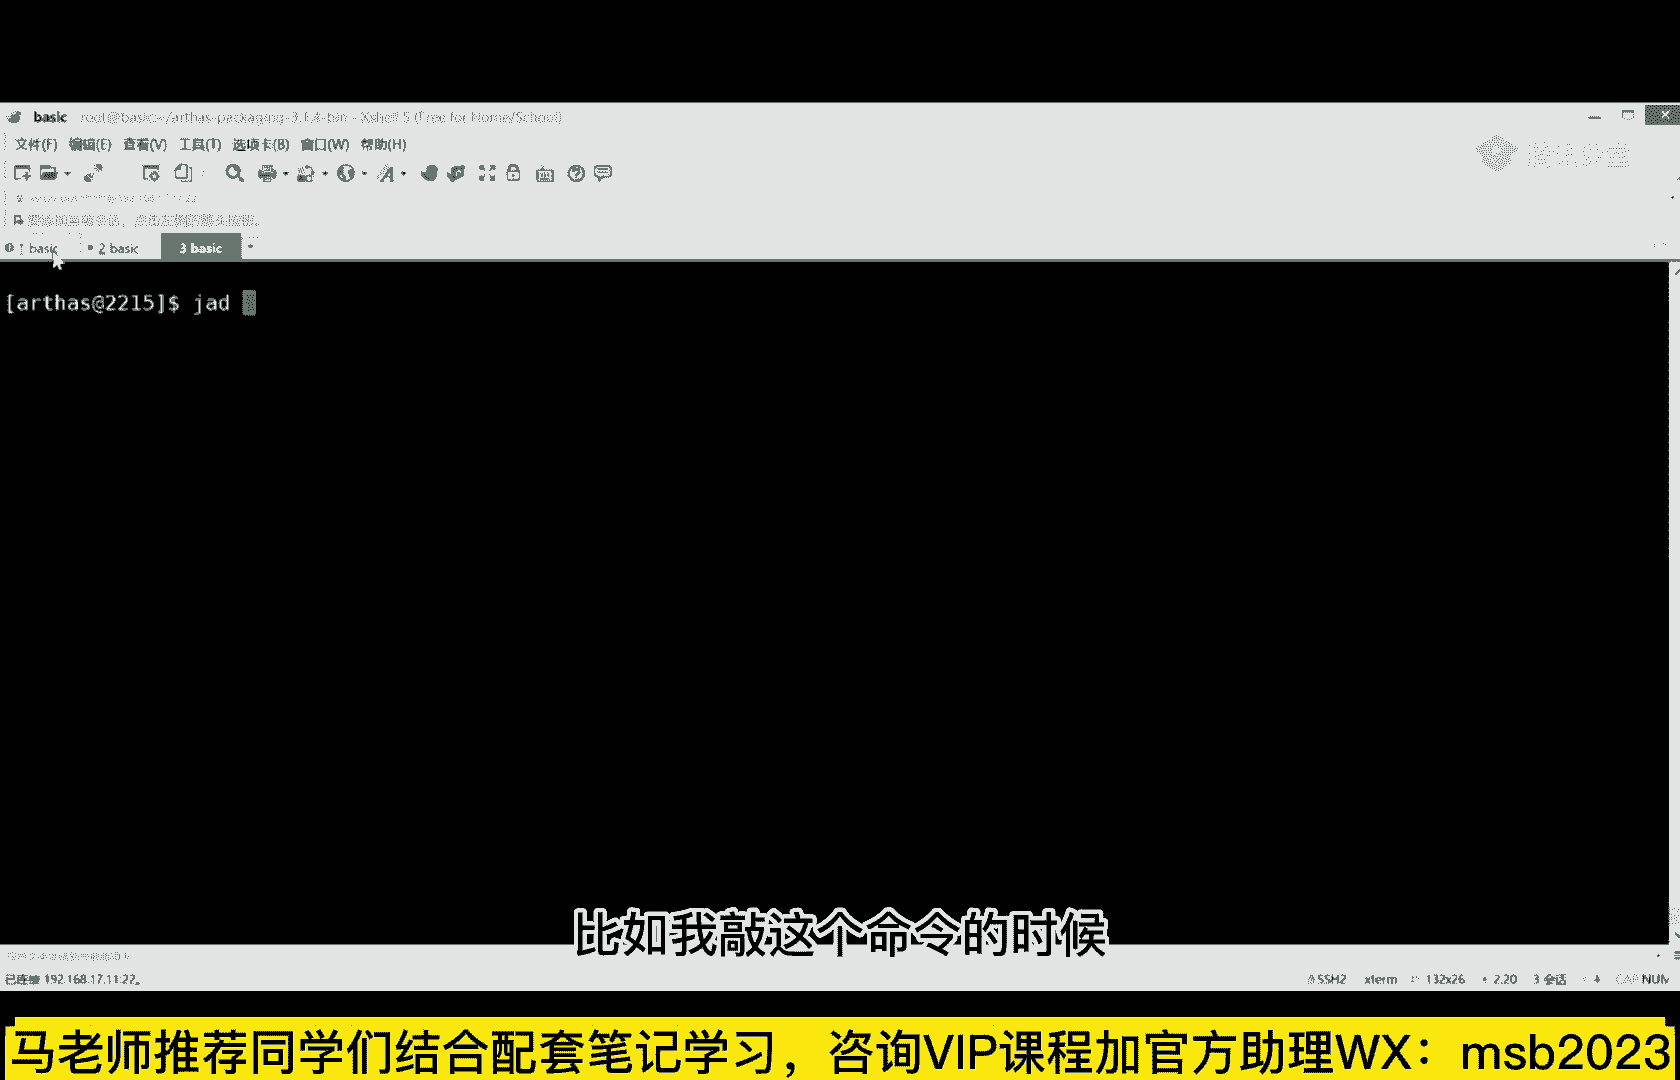 basic root@basic:~/arthas-packaging-3.1.4-bin - Xshell 5 (Free for Home/School)
文件(F) 编辑(E) 查看(V) 工具(T) 选项卡(B) 窗口(W) 帮助(H)
1 basic 2 basic 3 basic
[arthas@2215]$ jad
比如我敲这个命令的时候
已连接 192.168.17.11:22。 SSH2 xterm 132x26 2,20 3 会话 CAP NUM
马老师推荐同学们结合配套笔记学习，咨询VIP课程加官方助理WX：msb2023